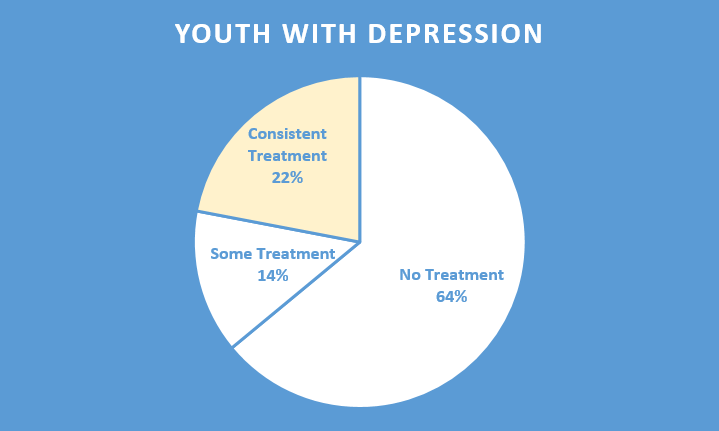 YOUTH WITH DEPRESSION
Consistent
Treatment
22%
Some Treatment
14%
No Treatment
64%